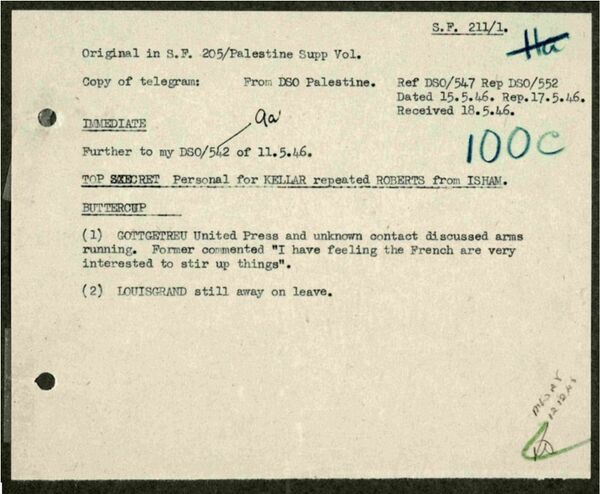 S.F. 211/1.
Original in S.F. 205/Palestine Supp Vol.
Copy of telegram: From DSO Palestine. Ref DSO/547 Rep DSO/552
Dated 15.5.46. Rep.17.5.46.
Received 18.5.46.
9a
IMMEDIATE
100c
Further to my DSO/542 of 11.5.46.
TOP SXECRET Personal for KELLAR repeated ROBERTS from ISHAM.
BUTTERCUP
(1) GOTTGETREU United Press and unknown contact discussed arms
running. Former commented "I have feeling the French are very
interested to stir up things".
(2) LOUISGRAND still away on leave.